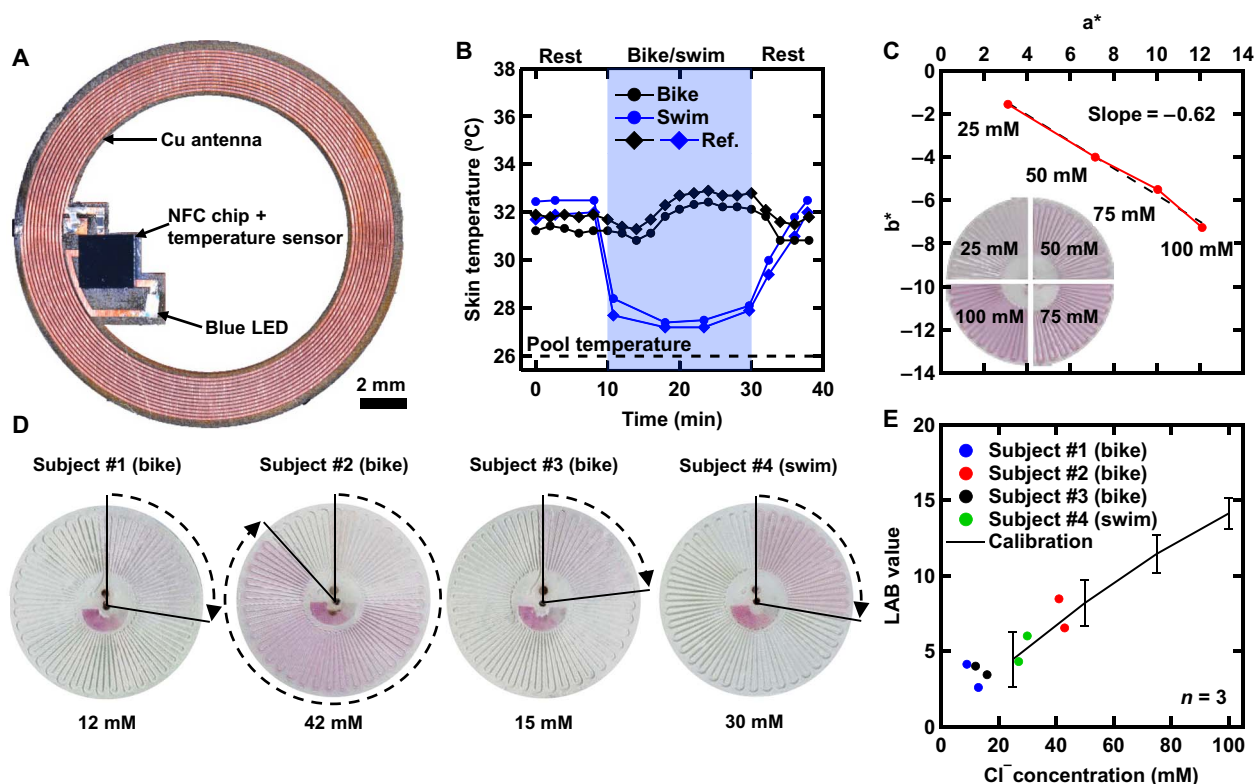 A
Cu antenna
NFC chip +
temperature sensor
Blue LED
2 mm
B
Rest
Bike/swim
Rest
38
36
34
32
30
28
26
Skin temperature (ºC)
Bike
Swim
Ref.
Pool temperature
0
10
20
30
40
Time (min)
C
a*
0
2
4
6
8
10
12
14
0
–2
–4
–6
–8
–10
–12
–14
b*
Slope = –0.62
25 mM
50 mM
75 mM
100 mM
25 mM
50 mM
100 mM
75 mM
D
Subject #1 (bike)
Subject #2 (bike)
Subject #3 (bike)
Subject #4 (swim)
12 mM
42 mM
15 mM
30 mM
E
20
15
10
5
0
LAB value
Subject #1 (bike)
Subject #2 (bike)
Subject #3 (bike)
Subject #4 (swim)
Calibration
n = 3
0
20
40
60
80
100
Cl⁻ concentration (mM)